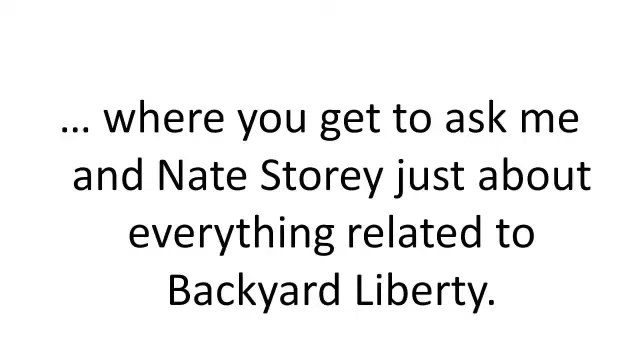 … where you get to ask me
and Nate Storey just about
everything related to
Backyard Liberty.